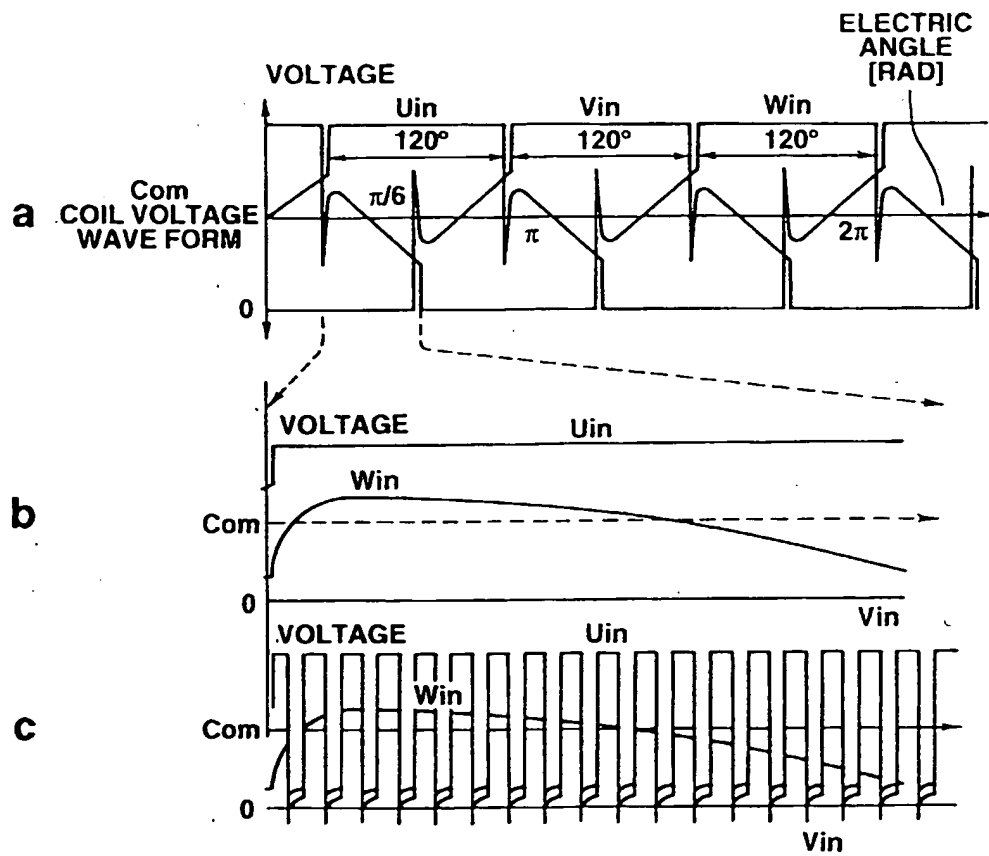 ELECTRIC
ANGLE
[RAD]
VOLTAGE
Uin
Vin
Win
120°
120°
120°
a
Com
COIL VOLTAGE
WAVE FORM
π/6
π
2π
0
VOLTAGE
Uin
Win
b
Com
0
Vin
VOLTAGE
Uin
Win
c
Com
0
Vin